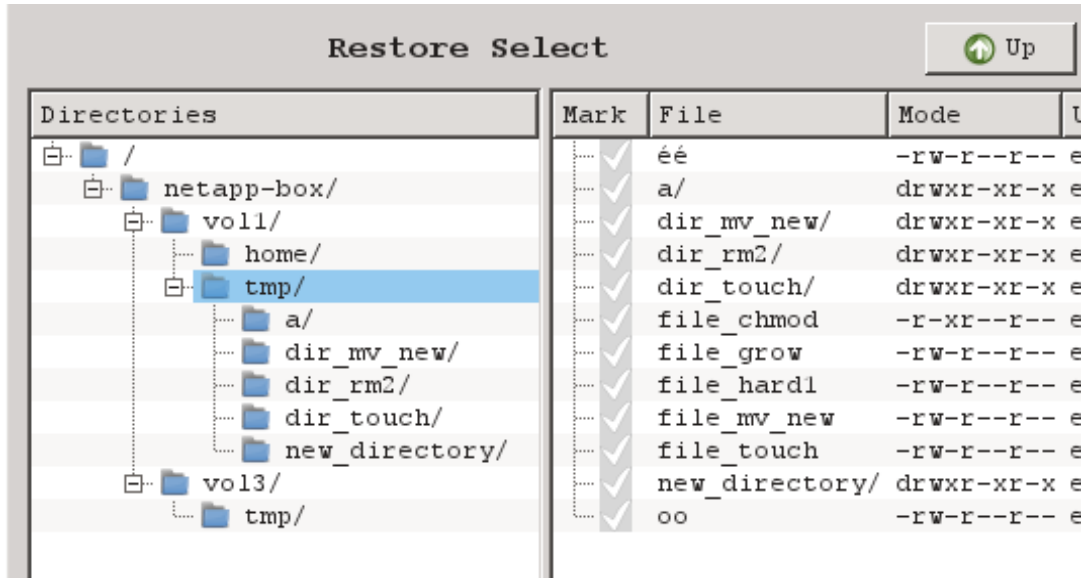 Restore Select
Up
Directories
/
netapp-box/
vol1/
home/
tmp/
a/
dir_mv_new/
dir_rm2/
dir_touch/
new_directory/
vol3/
tmp/
Mark File Mode
éé -rw-r--r--
a/ drwxr-xr-x
dir_mv_new/ drwxr-xr-x
dir_rm2/ drwxr-xr-x
dir_touch/ drwxr-xr-x
file_chmod -r-xr--r--
file_grow -rw-r--r--
file_hard1 -rw-r--r--
file_mv_new -rw-r--r--
file_touch -rw-r--r--
new_directory/ drwxr-xr-x
oo -rw-r--r--